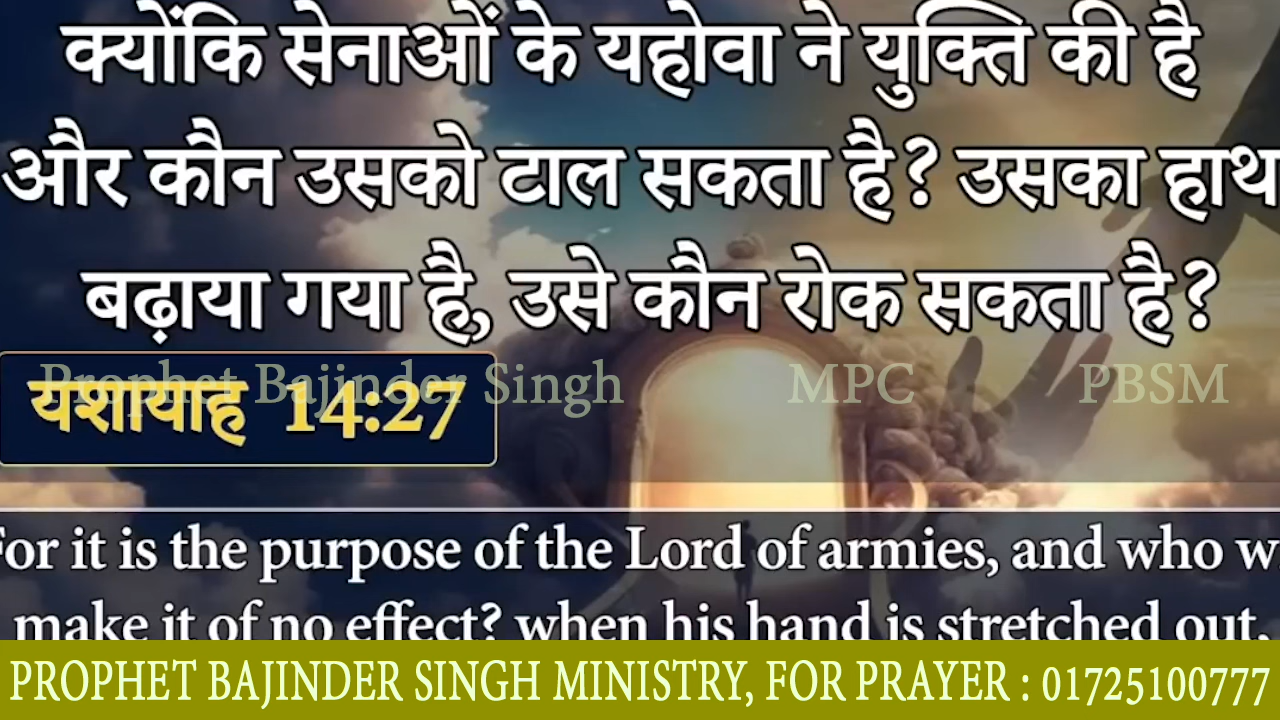 क्योंकि सेनाओं के यहोवा ने युक्ति की है
और कौन उसको टाल सकता है? उसका हाथ
बढ़ाया गया है, उसे कौन रोक सकता है?
Prophet Bajinder Singh MPC PBSM
यशायाह 14:27
For it is the purpose of the Lord of armies, and who
make it of no effect? when his hand is stretched out,
PROPHET BAJINDER SINGH MINISTRY, FOR PRAYER : 01725100777